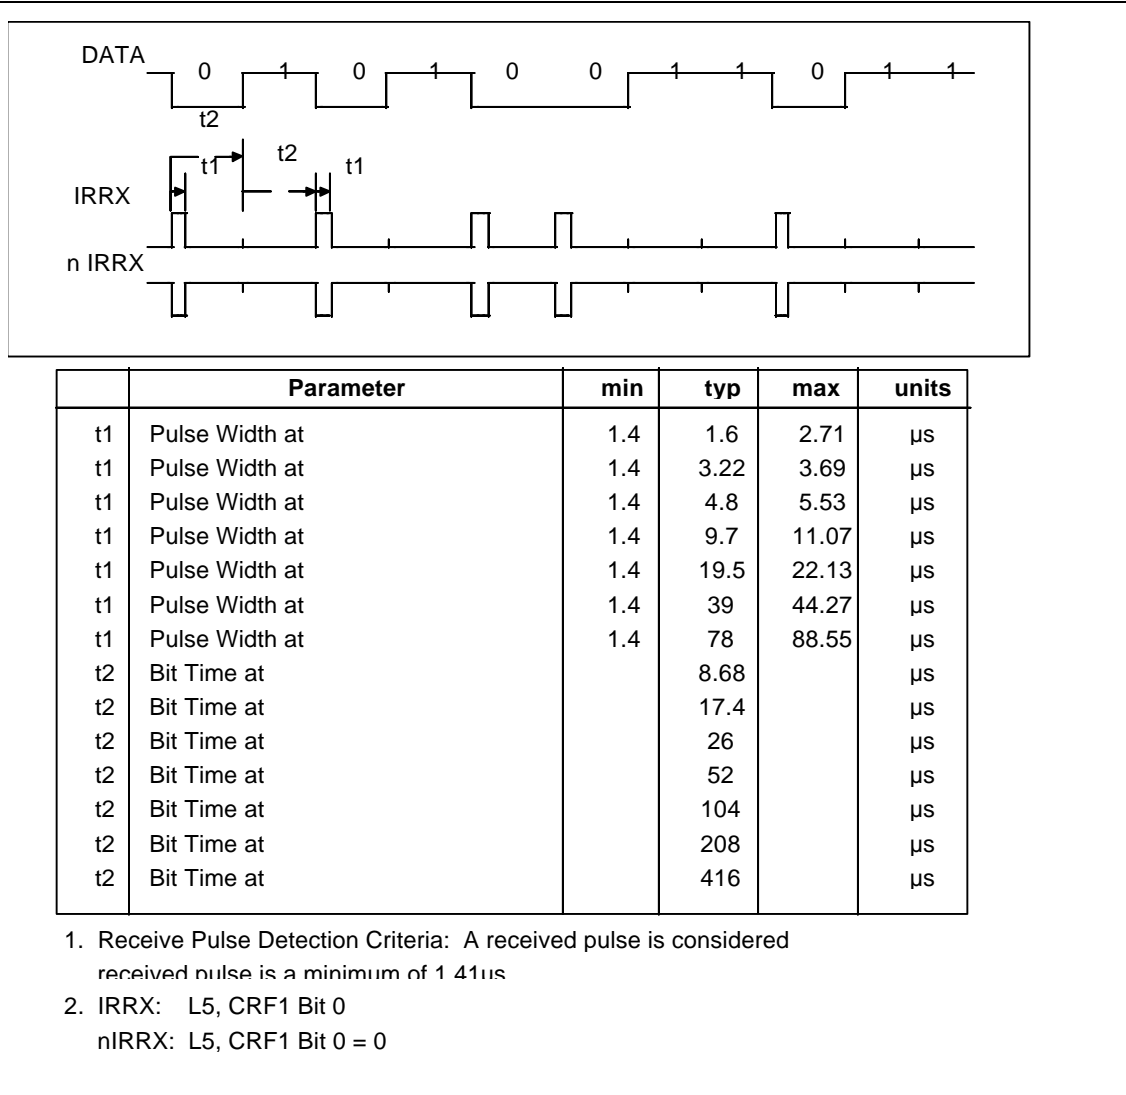 DATA 0 1 0 1 0 0 1 1 0 1 1
t2
t2
t1 t1
IRRX
n IRRX
Parameter min typ max units
t1 Pulse Width at 1.4 1.6 2.71 µs
t1 Pulse Width at 1.4 3.22 3.69 µs
t1 Pulse Width at 1.4 4.8 5.53 µs
t1 Pulse Width at 1.4 9.7 11.07 µs
t1 Pulse Width at 1.4 19.5 22.13 µs
t1 Pulse Width at 1.4 39 44.27 µs
t1 Pulse Width at 1.4 78 88.55 µs
t2 Bit Time at 8.68 µs
t2 Bit Time at 17.4 µs
t2 Bit Time at 26 µs
t2 Bit Time at 52 µs
t2 Bit Time at 104 µs
t2 Bit Time at 208 µs
t2 Bit Time at 416 µs
1. Receive Pulse Detection Criteria: A received pulse is considered
received pulse is a minimum of 1.41µs
2. IRRX: L5, CRF1 Bit 0
nIRRX: L5, CRF1 Bit 0 = 0